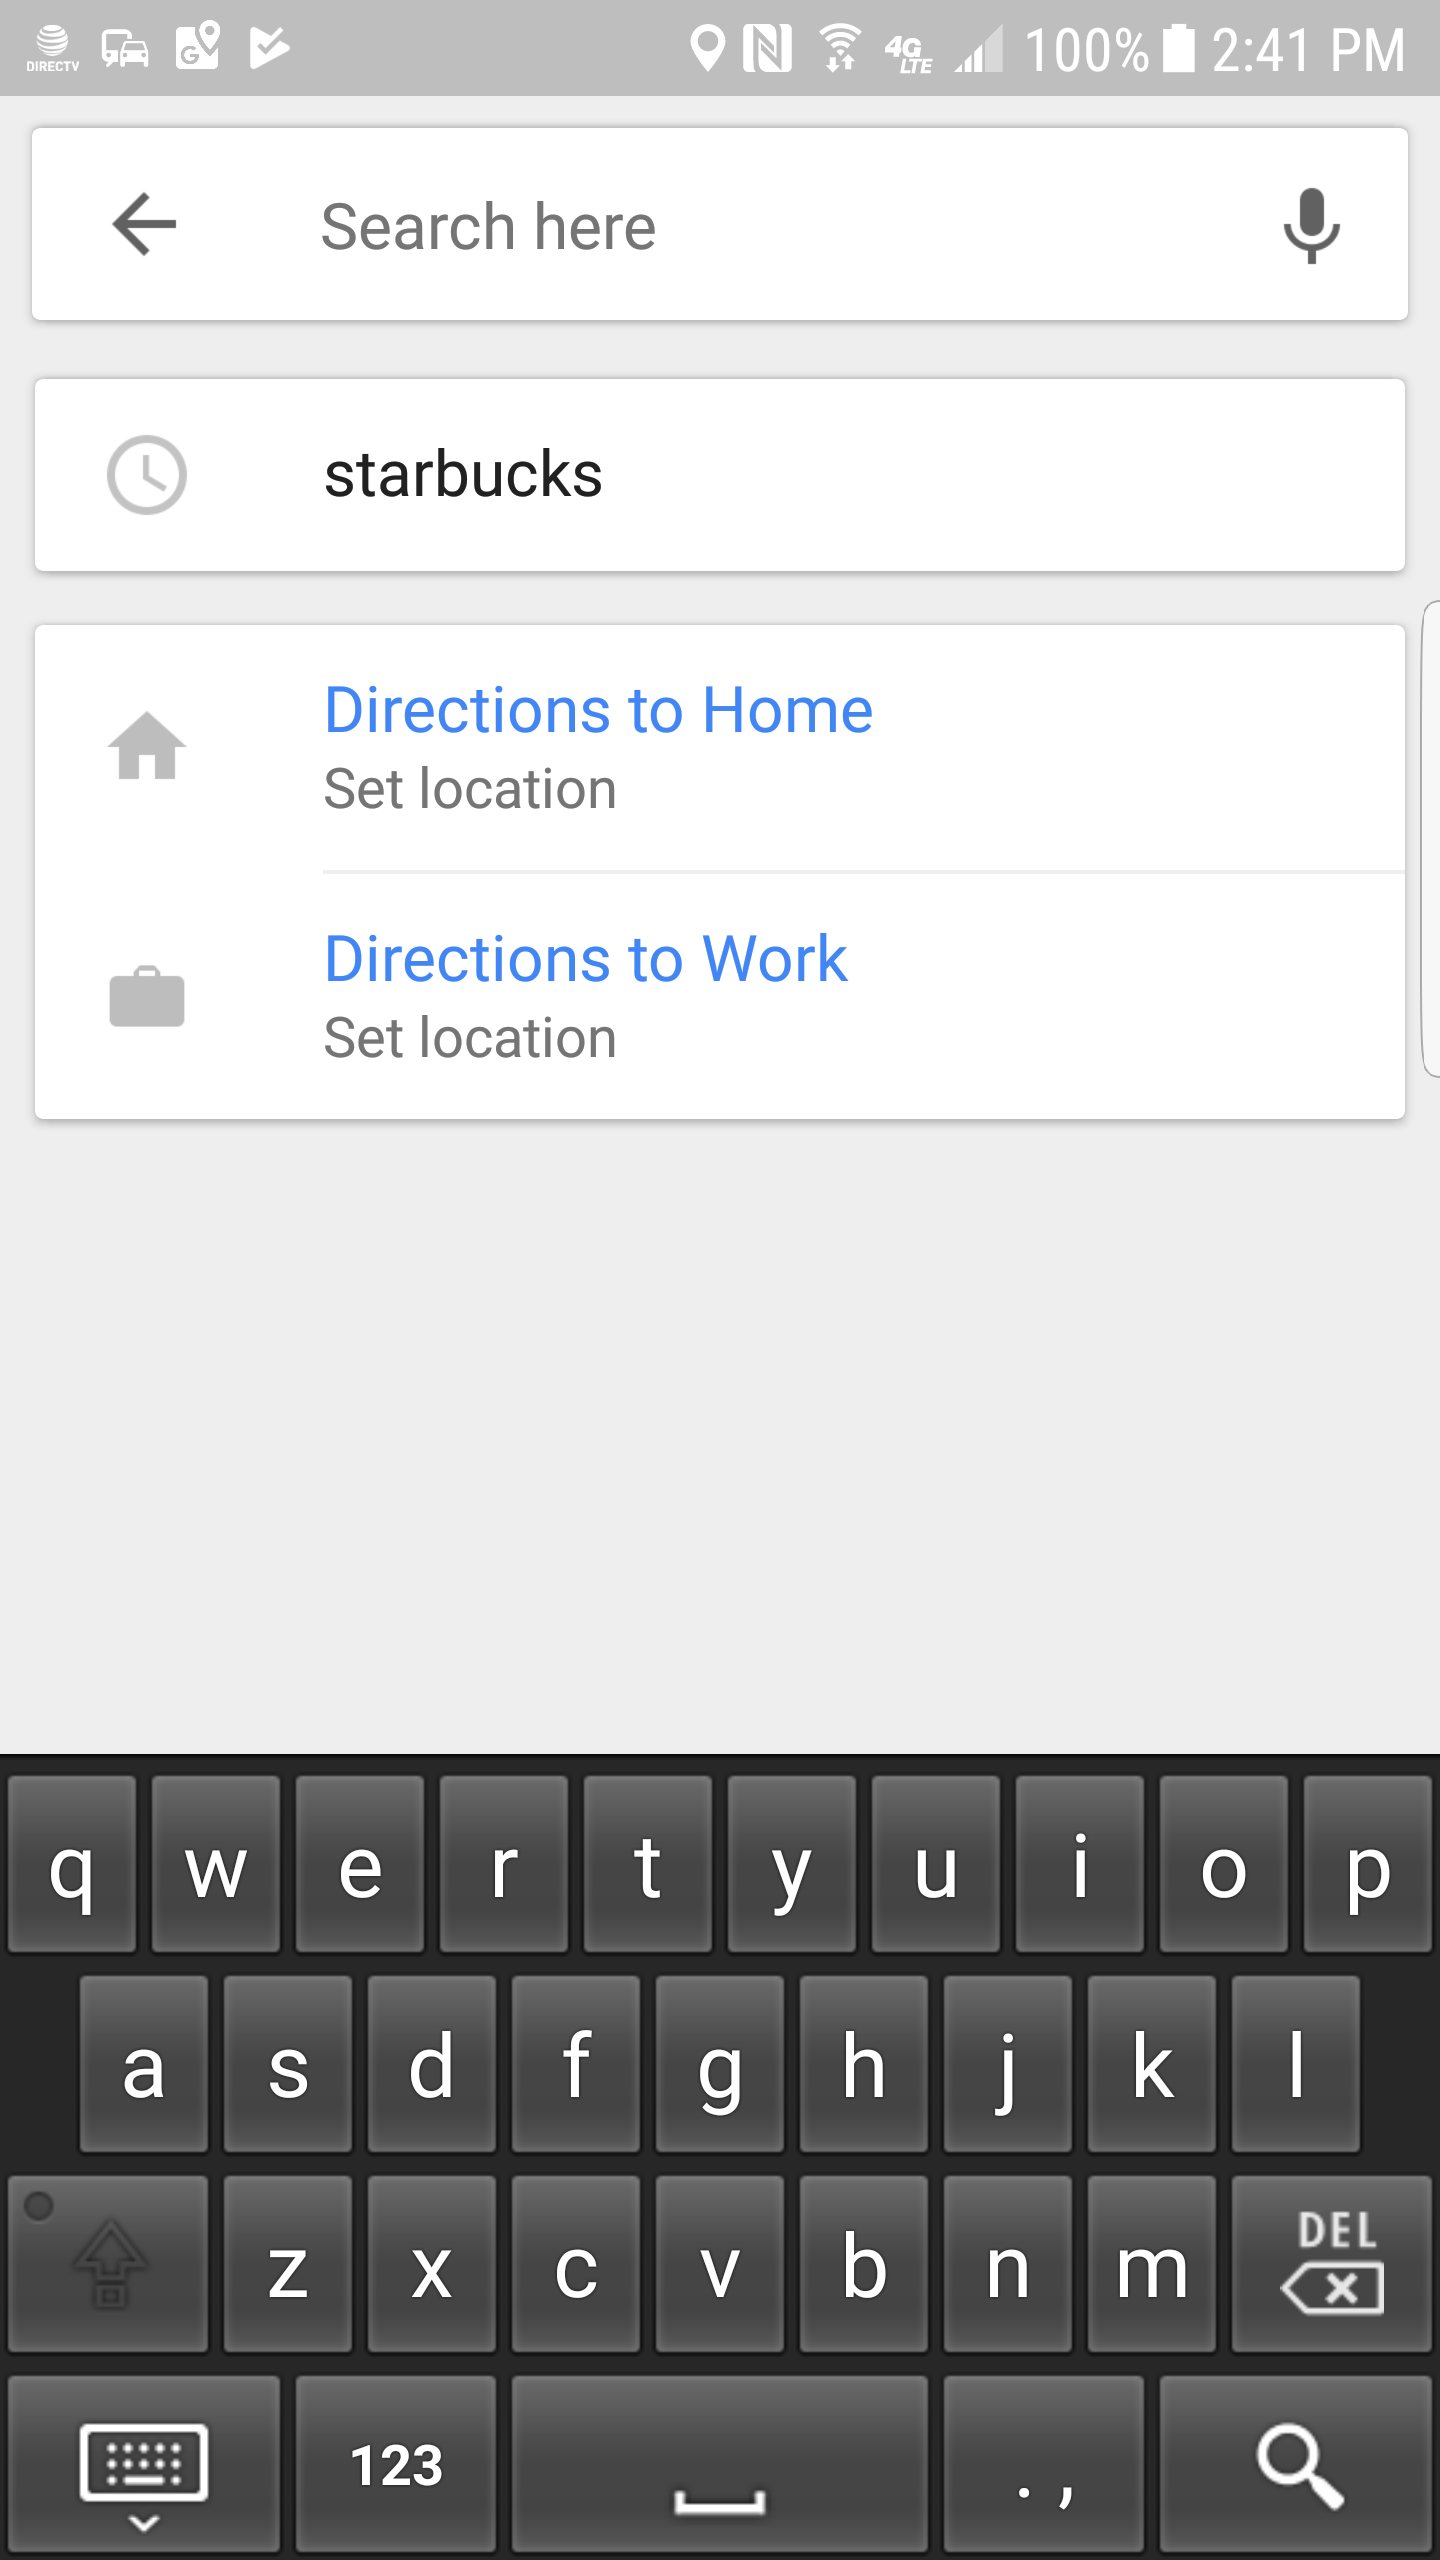 DIRECTV G N 4G LTE 100% 2:41 PM
Search here
starbucks
Directions to Home
Set location
Directions to Work
Set location
q w e r t y u i o p
a s d f g h j k l
z x c v b n m DEL
123 . ,